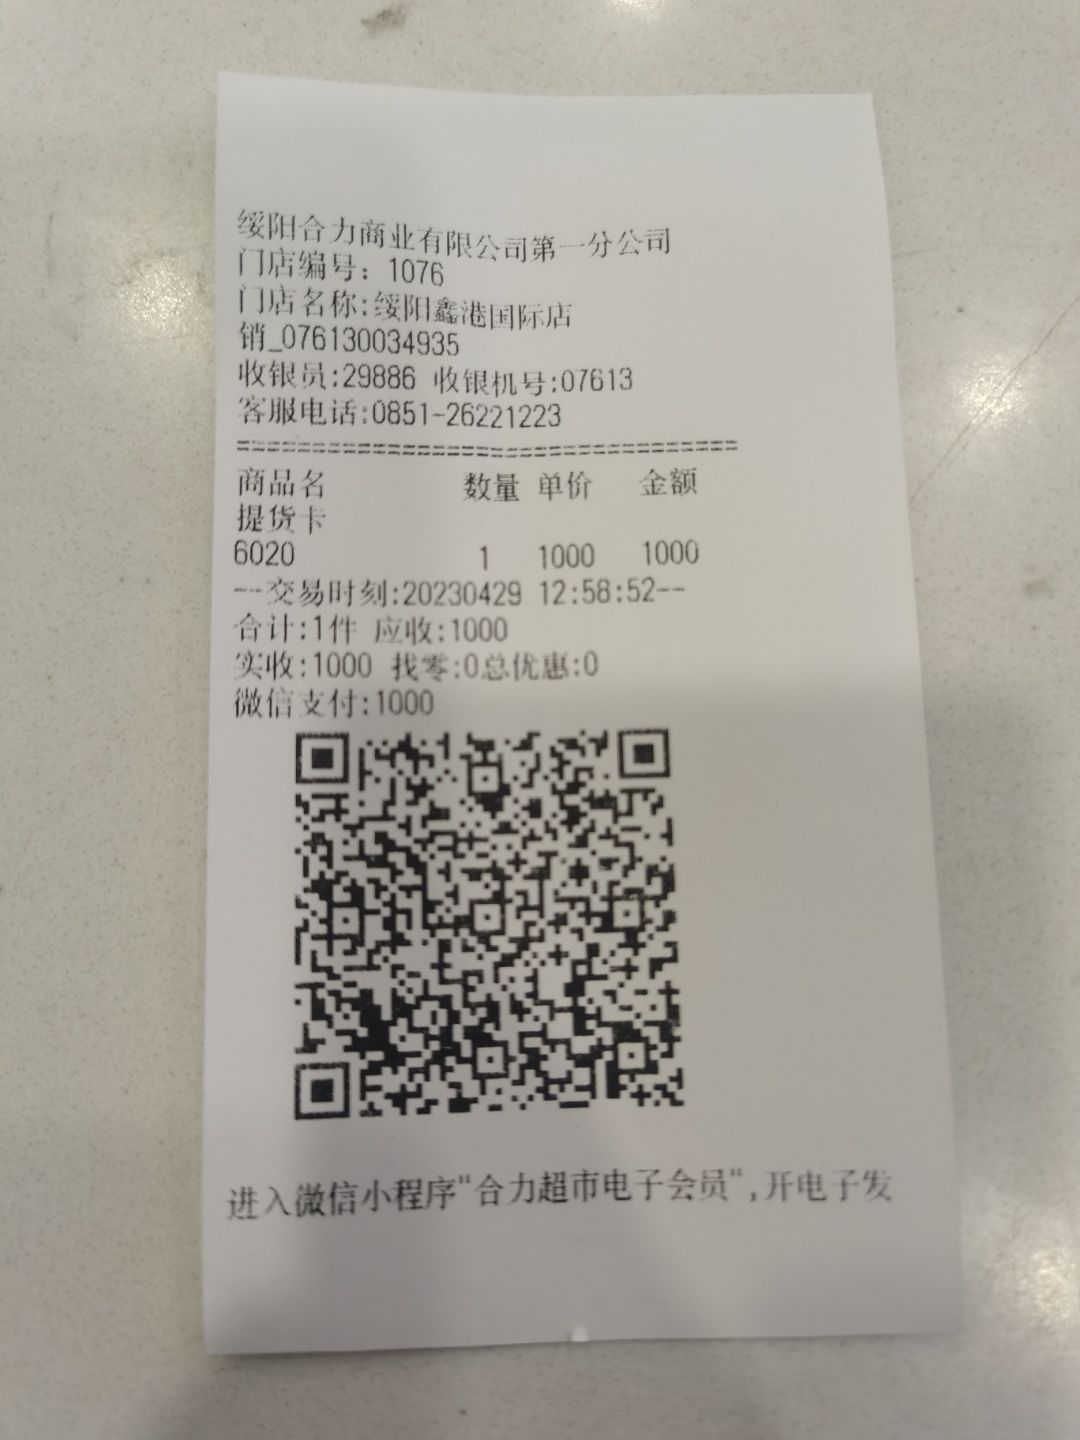 绥阳合力商业有限公司第一分公司
门店编号：1076
门店名称:绥阳鑫港国际店
销_076130034935
收银员:29886 收银机号:07613
客服电话:0851-26221223
================================
商品名 数量 单价 金额
提货卡
6020 1 1000 1000
--交易时刻:20230429 12:58:52--
合计:1件 应收:1000
实收:1000 找零:0总优惠:0
微信支付:1000
进入微信小程序"合力超市电子会员",开电子发